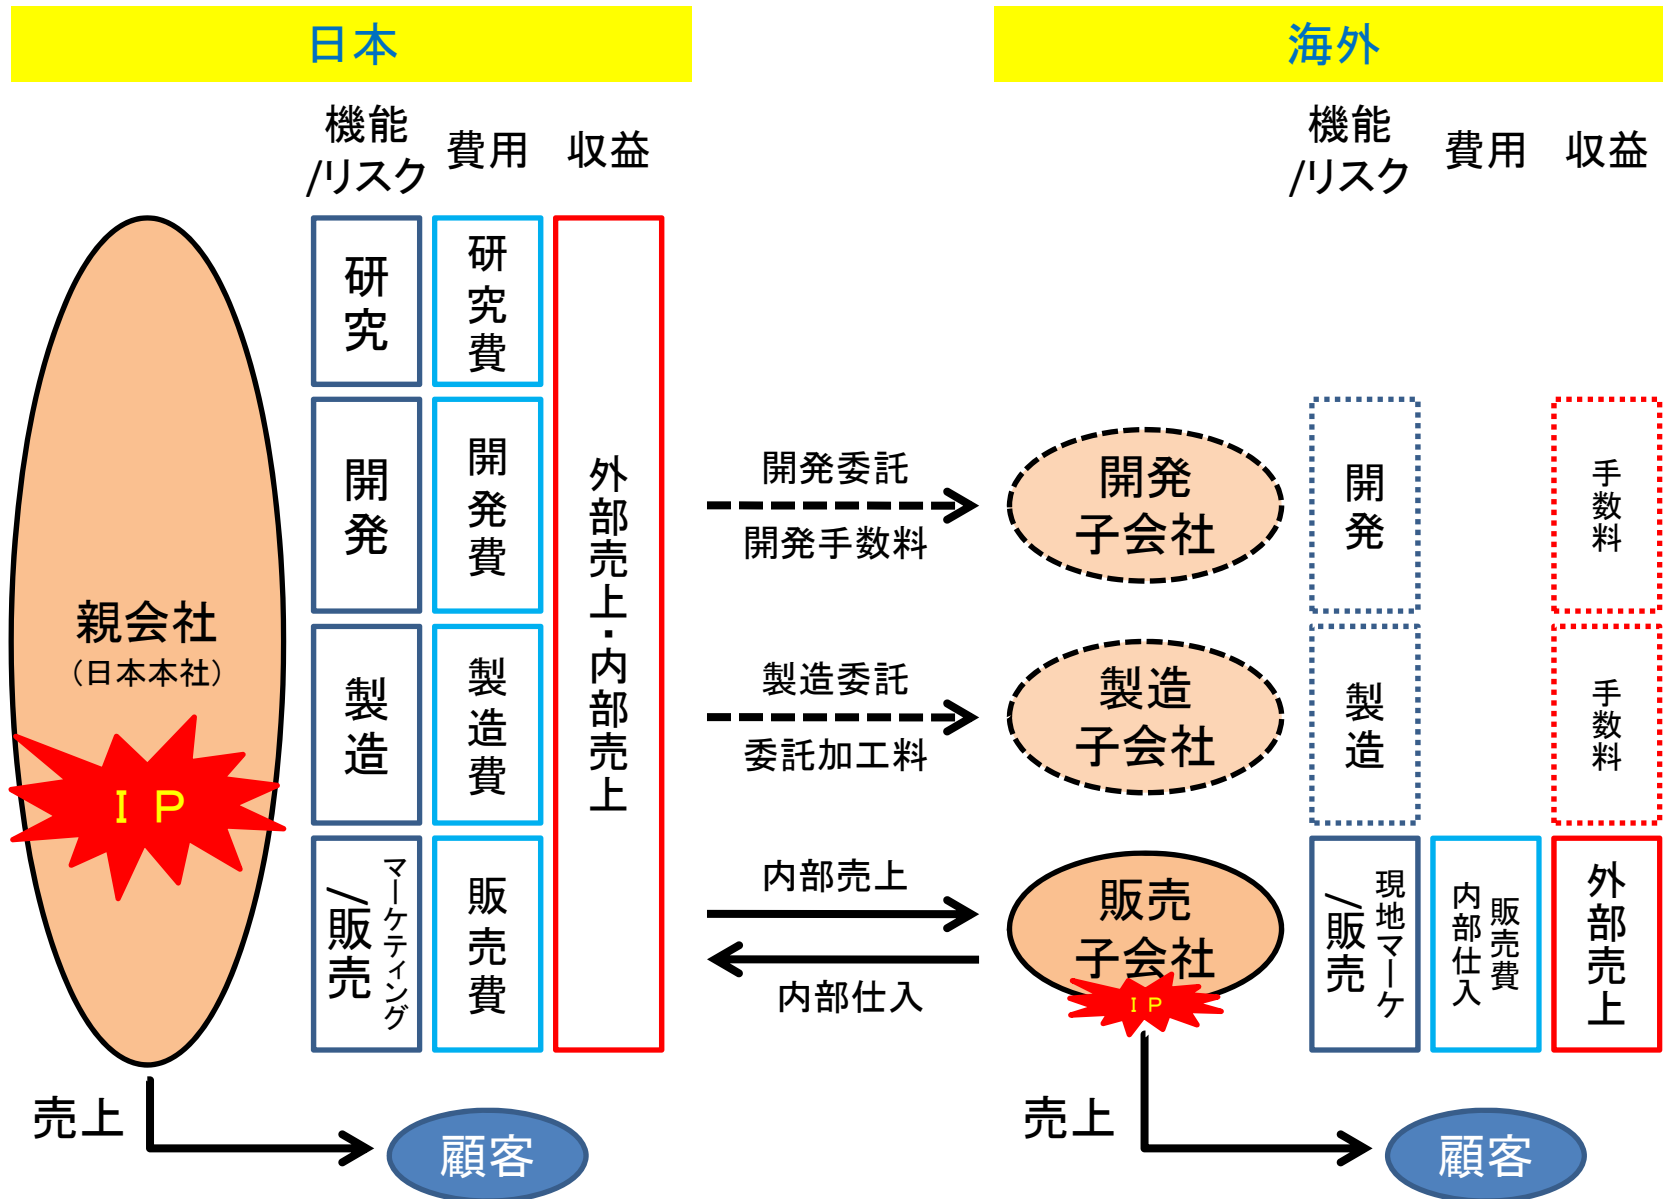 日本
機能
/リスク
費用
収益
親会社
（日本本社）
ＩＰ
研究
開発
製造
マーケティング
/販売
研究費
開発費
製造費
販売費
外部売上・内部売上
売上
顧客
開発委託
開発手数料
製造委託
委託加工料
内部売上
内部仕入
海外
機能
/リスク
費用
収益
開発
子会社
製造
子会社
販売
子会社
ＩＰ
開発
製造
現地マーケ
/販売
販売費
内部仕入
手数料
手数料
外部売上
売上
顧客